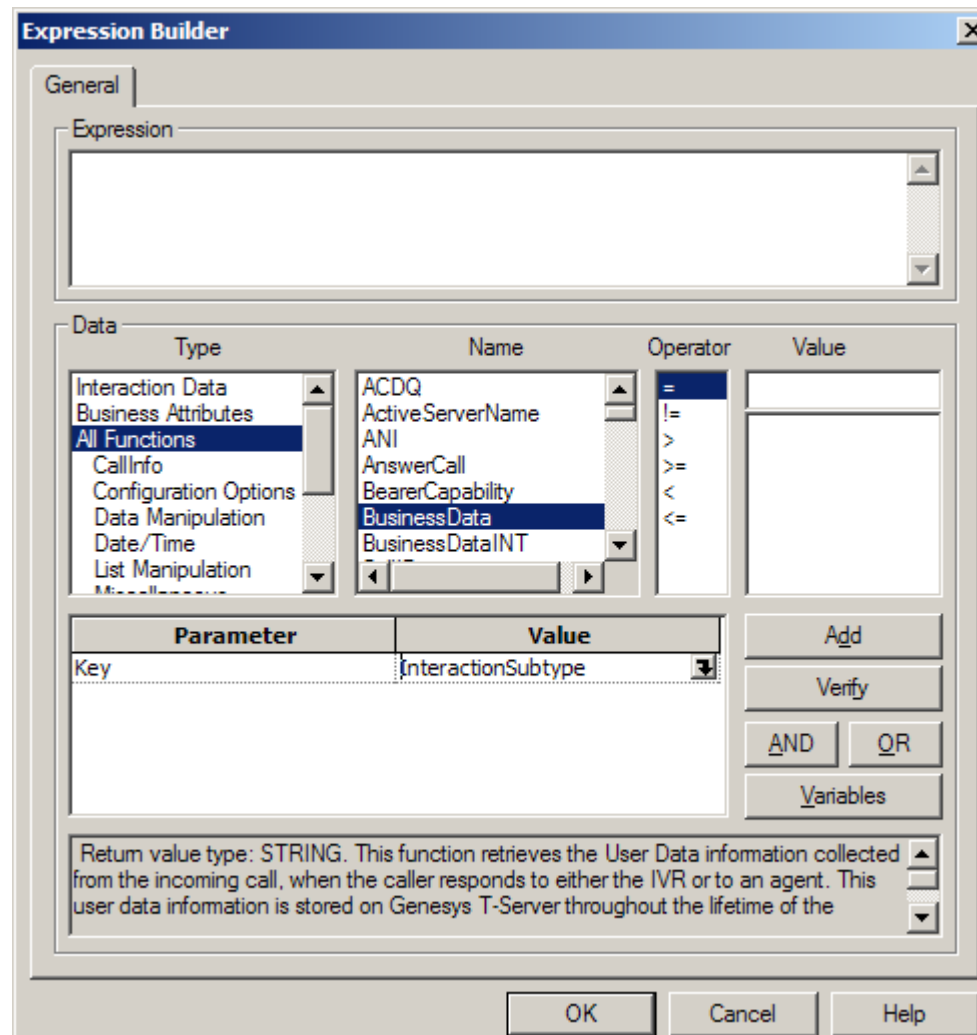 Expression Builder
General
Expression
Data
Type Name Operator Value
Interaction Data
Business Attributes
All Functions
CallInfo
Configuration Options
Data Manipulation
Date/Time
List Manipulation
Miscellaneous
ACDQ
ActiveServerName
ANI
AnswerCall
BearerCapability
BusinessData
BusinessDataINT
=
!=
>
>=
<
<=
Parameter Value
Key InteractionSubtype
Add
Verify
AND OR
Variables
Return value type: STRING. This function retrieves the User Data information collected
from the incoming call, when the caller responds to either the IVR or to an agent. This
user data information is stored on Genesys T-Server throughout the lifetime of the
OK Cancel Help